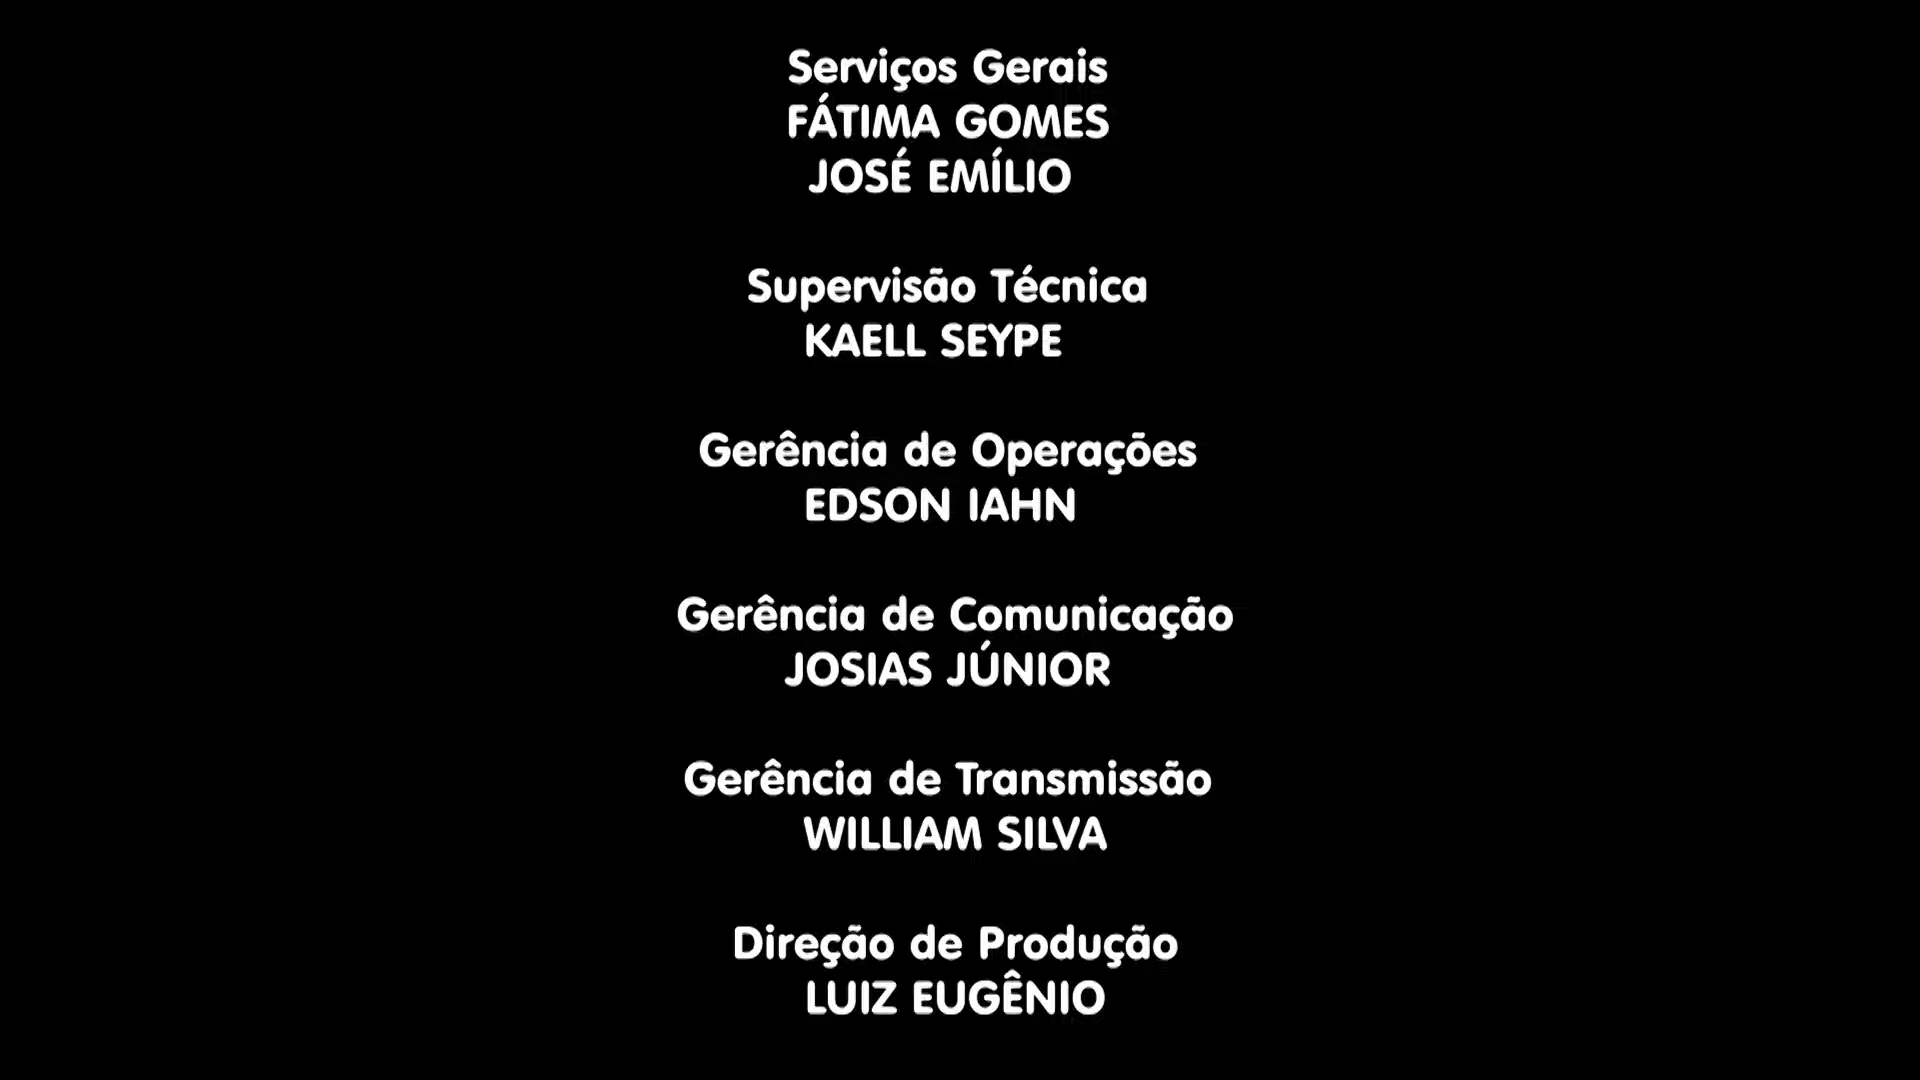 Serviços Gerais
FÁTIMA GOMES
JOSÉ EMÍLIO
Supervisão Técnica
KAELL SEYPE
Gerência de Operações
EDSON IAHN
Gerência de Comunicação
JOSIAS JÚNIOR
Gerência de Transmissão
WILLIAM SILVA
Direção de Produção
LUIZ EUGÊNIO